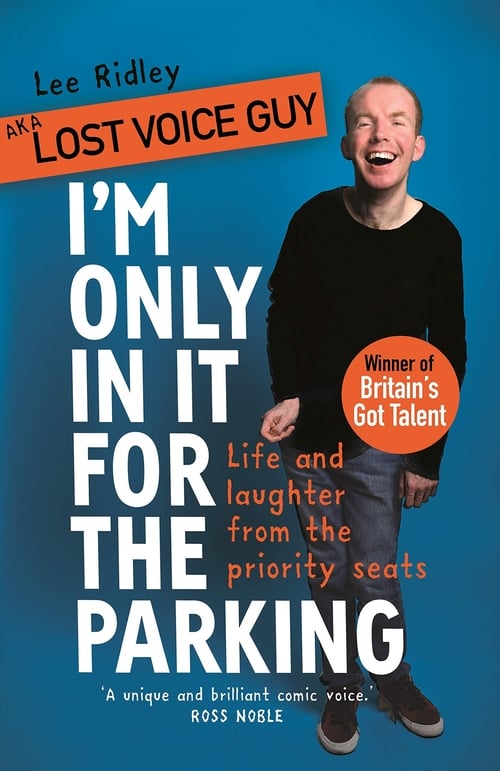 Lee Ridley
AKA LOST VOICE GUY
I'M
ONLY
IN IT
FOR
THE
PARKING
Life and
laughter
from the
priority seats
Winner of
Britain's
Got Talent
'A unique and brilliant comic voice.'
ROSS NOBLE